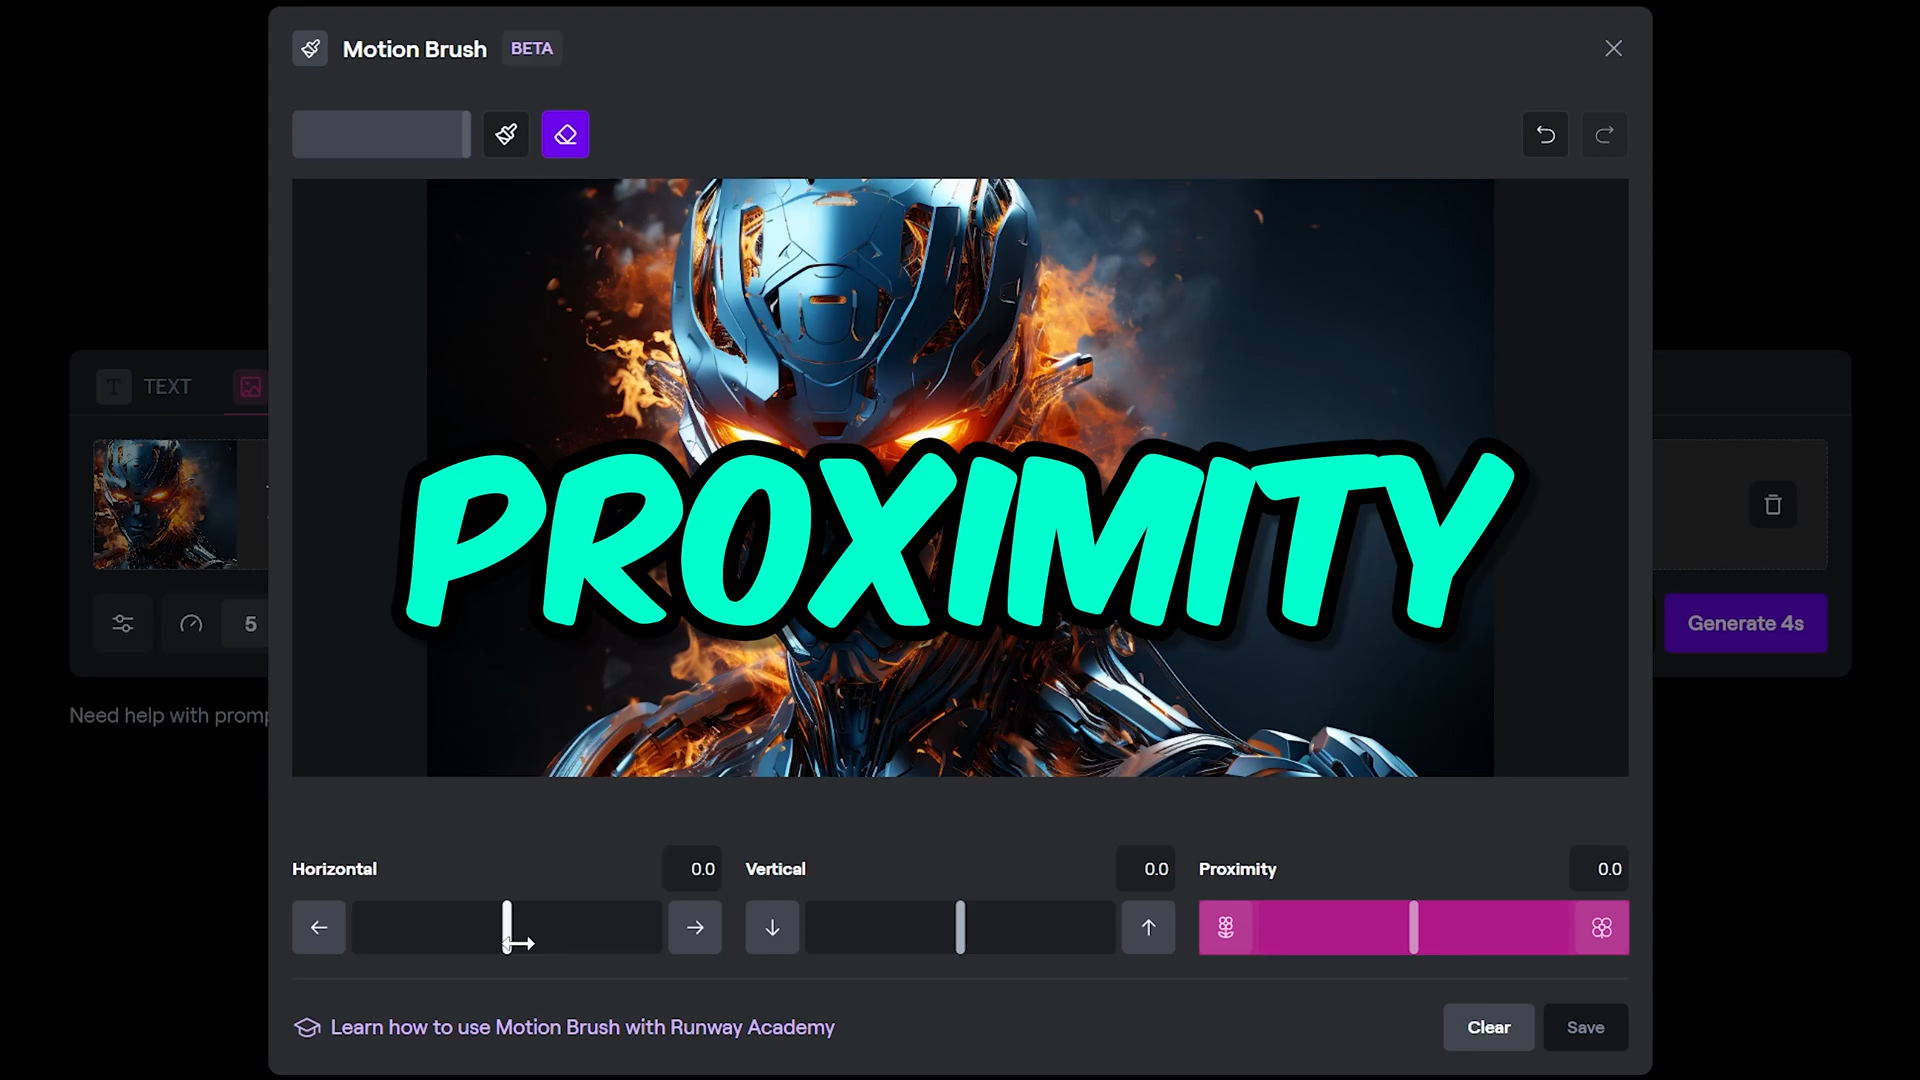 Motion Brush BETA
T TEXT
PROXIMITY
5
Generate 4s
Need help with promp
Horizontal 0.0 Vertical 0.0 Proximity 0.0
Learn how to use Motion Brush with Runway Academy
Clear Save